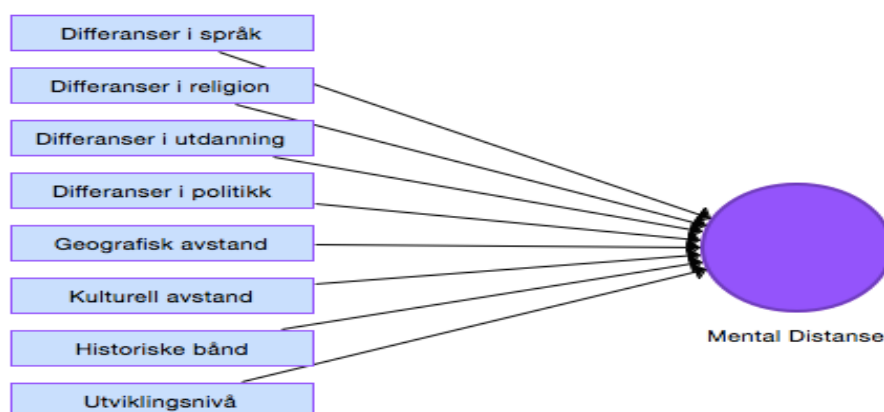 Differanser i språk
Differanser i religion
Differanser i utdanning
Differanser i politikk
Geografisk avstand
Kulturell avstand
Historiske bånd
Utviklingsnivå
Mental Distanse